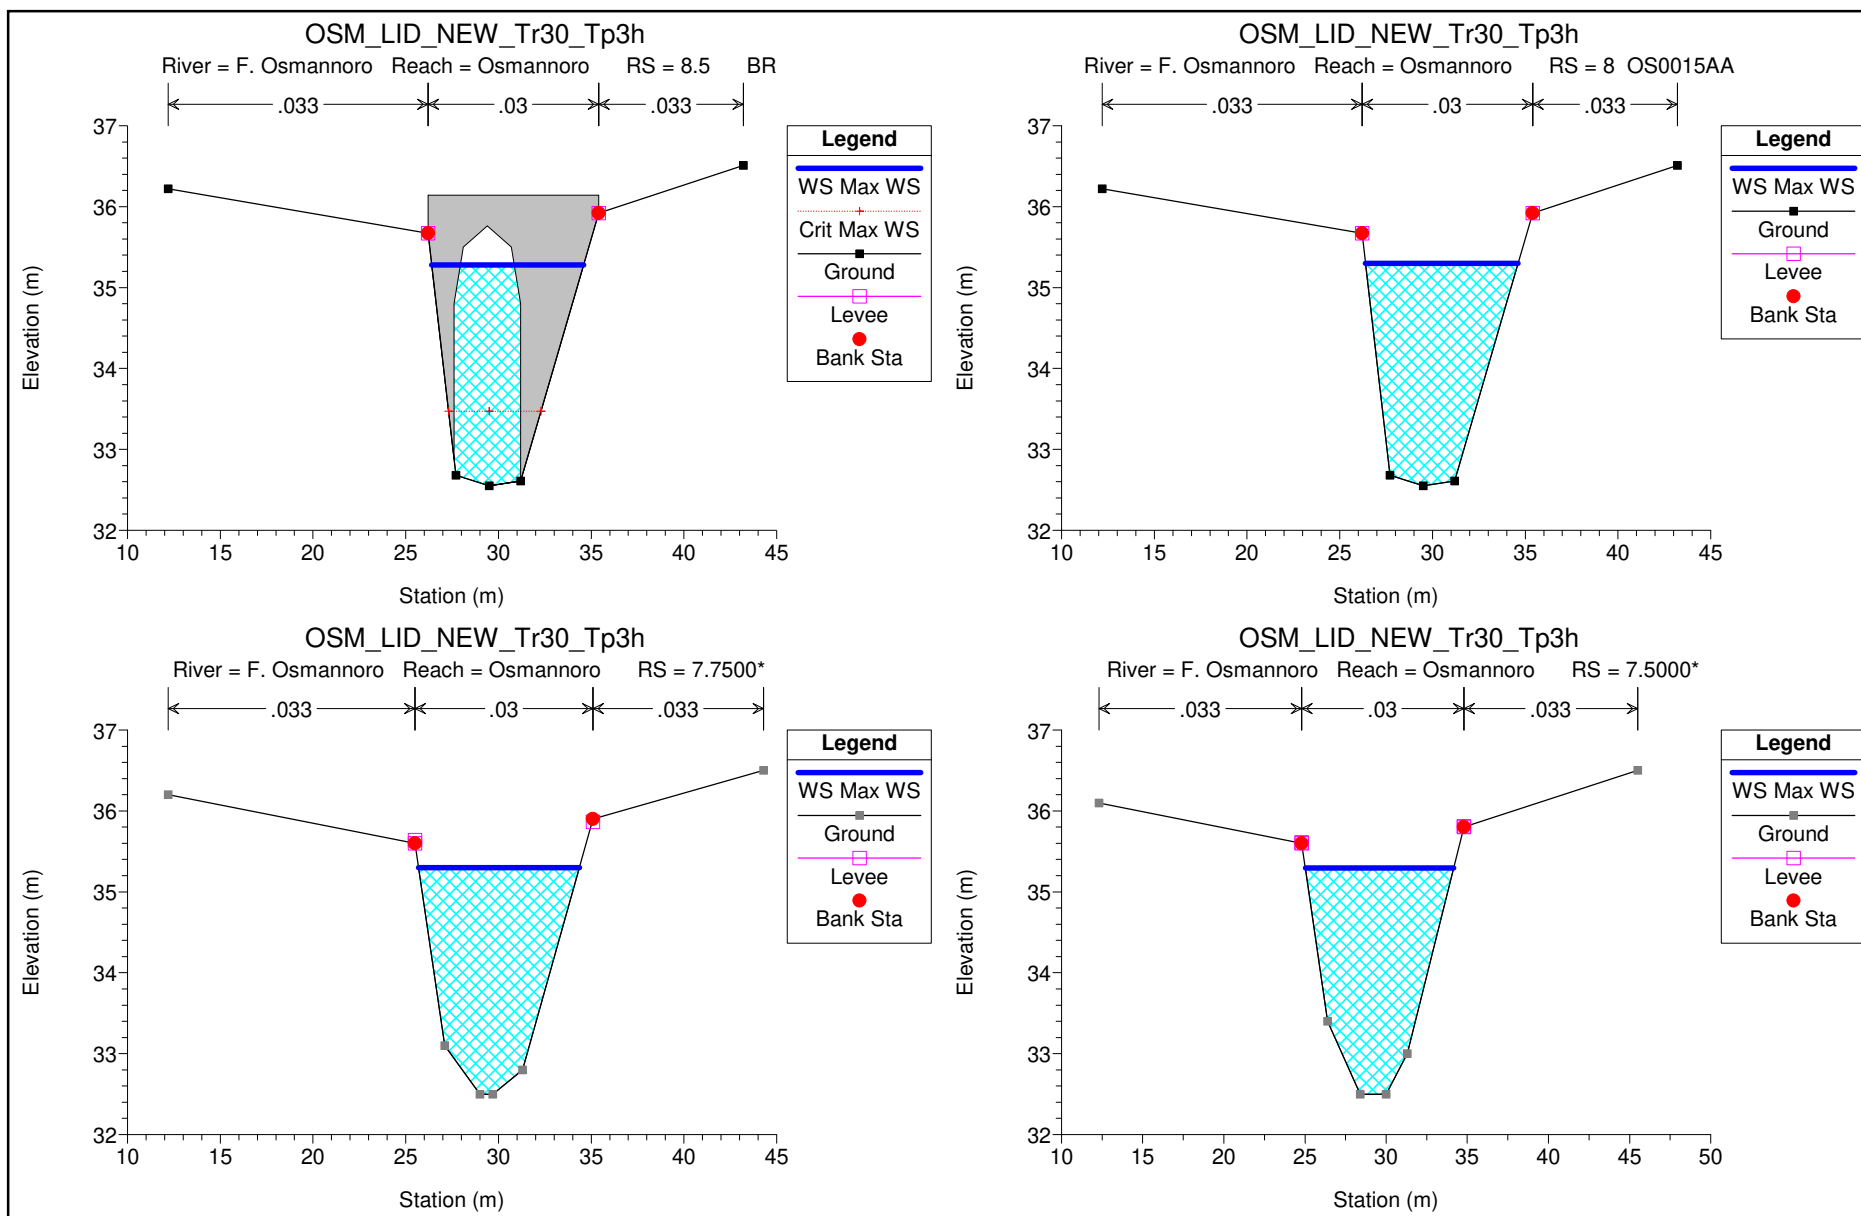 OSM_LID_NEW_Tr30_Tp3h
River = F. Osmannoro Reach = Osmannoro RS = 8.5 BR
.033 .03 .033
37
36
35
34
33
32
Elevation (m)
10 15 20 25 30 35 40 45
Station (m)
Legend
WS Max WS
Crit Max WS
Ground
Levee
Bank Sta
OSM_LID_NEW_Tr30_Tp3h
River = F. Osmannoro Reach = Osmannoro RS = 8 OS0015AA
.033 .03 .033
37
36
35
34
33
32
Elevation (m)
10 15 20 25 30 35 40 45
Station (m)
Legend
WS Max WS
Ground
Levee
Bank Sta
OSM_LID_NEW_Tr30_Tp3h
River = F. Osmannoro Reach = Osmannoro RS = 7.7500*
.033 .03 .033
37
36
35
34
33
32
Elevation (m)
10 15 20 25 30 35 40 45
Station (m)
Legend
WS Max WS
Ground
Levee
Bank Sta
OSM_LID_NEW_Tr30_Tp3h
River = F. Osmannoro Reach = Osmannoro RS = 7.5000*
.033 .03 .033
37
36
35
34
33
32
Elevation (m)
10 15 20 25 30 35 40 45 50
Station (m)
Legend
WS Max WS
Ground
Levee
Bank Sta